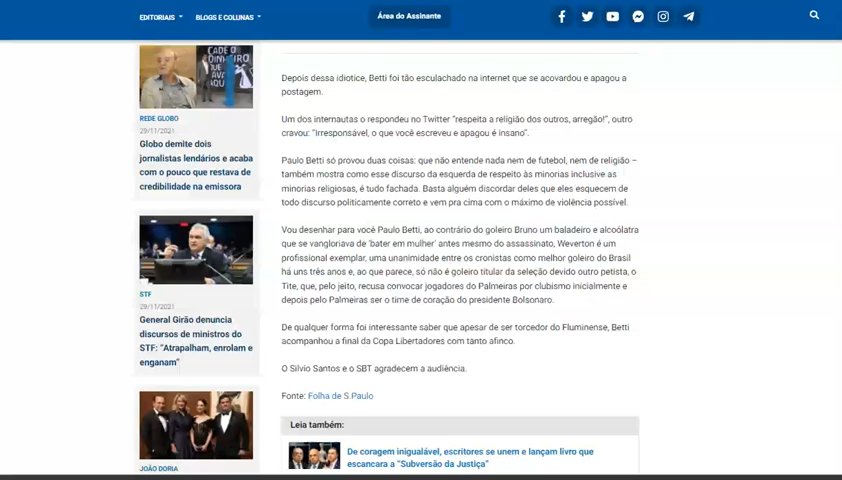 EDITORIAIS
BLOGS E COLUNAS
Área do Assinante
CADÊ O
DINHEIRO
QUE
AQUI
REDE GLOBO
29/11/2021
Globo demite dois
jornalistas lendários e acaba
com o pouco que restava de
credibilidade na emissora
STF
29/11/2021
General Girão denuncia
discursos de ministros do
STF: “Atrapalham, enrolam e
enganam”
JOÃO DORIA
Depois dessa idiotice, Betti foi tão esculachado na internet que se acovardou e apagou a
postagem.
Um dos internautas o respondeu no Twitter “respeita a religião dos outros, arregão!”, outro
cravou: “Irresponsável, o que você escreveu e apagou é insano”.
Paulo Betti só provou duas coisas: que não entende nada nem de futebol, nem de religião –
também mostra como esse discurso da esquerda de respeito às minorias inclusive as
minorias religiosas, é tudo fachada. Basta alguém discordar deles que eles esquecem de
todo discurso politicamente correto e vem pra cima com o máximo de violência possível.
Vou desenhar para você Paulo Betti, ao contrário do goleiro Bruno um baladeiro e alcoólatra
que se vangloriava de ‘bater em mulher’ antes mesmo do assassinato, Weverton é um
profissional exemplar, uma unanimidade entre os cronistas como melhor goleiro do Brasil
há uns três anos e, ao que parece, só não é goleiro titular da seleção devido outro petista, o
Tite, que, pelo jeito, recusa convocar jogadores do Palmeiras por clubismo inicialmente e
depois pelo Palmeiras ser o time de coração do presidente Bolsonaro.
De qualquer forma foi interessante saber que apesar de ser torcedor do Fluminense, Betti
acompanhou a final da Copa Libertadores com tanto afinco.
O Silvio Santos e o SBT agradecem a audiência.
Fonte: Folha de S.Paulo
Leia também:
De coragem inigualável, escritores se unem e lançam livro que
escancara a “Subversão da Justiça”